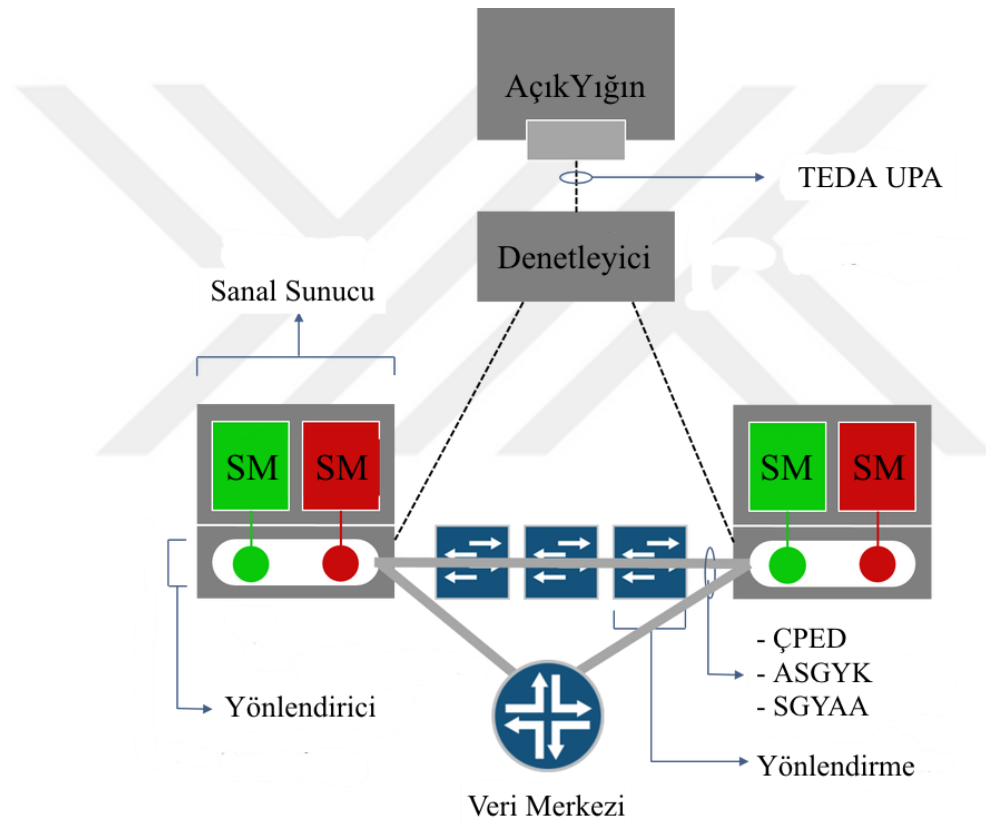 AçıkYığın
TEDA UPA
Denetleyici
Sanal Sunucu
SM
SM
SM
SM
- ÇPED
- ASGYK
- SGYAA
Yönlendirici
Yönlendirme
Veri Merkezi